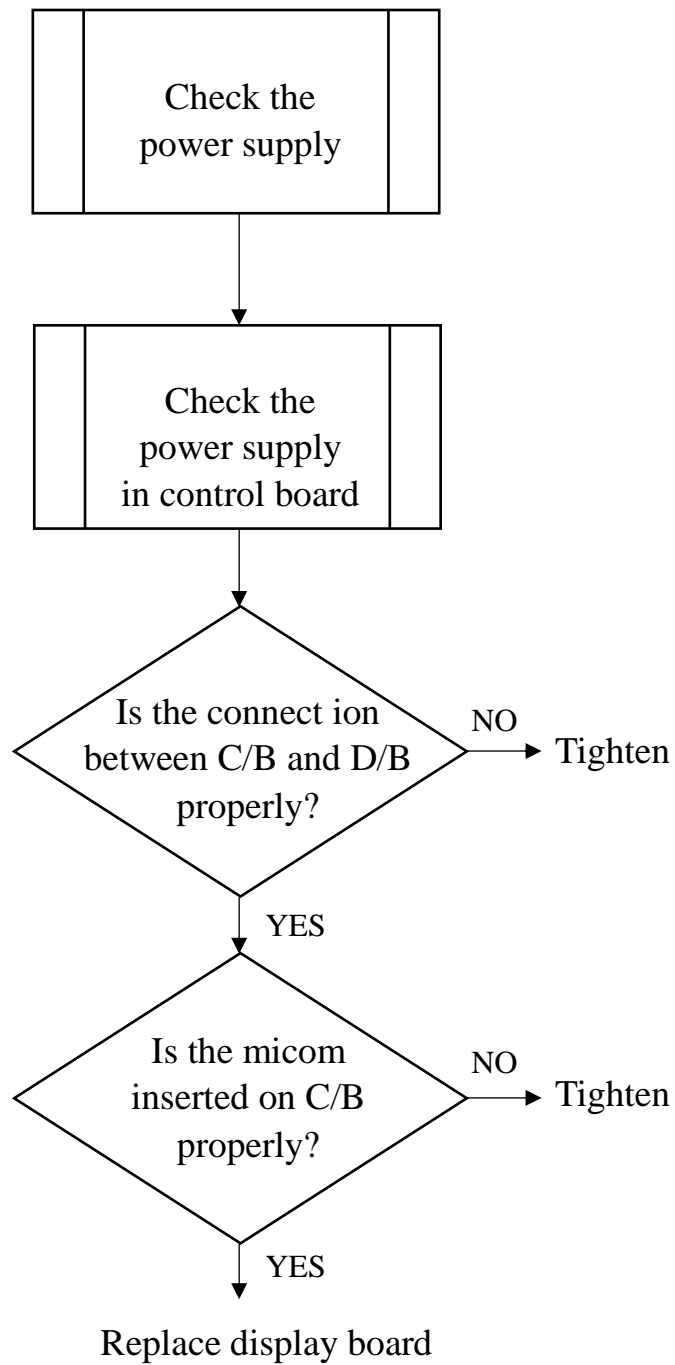 Check the
power supply
Check the
power supply
in control board
Is the connect ion
between C/B and D/B
properly?
NO
Tighten
YES
Is the micom
inserted on C/B
properly?
NO
Tighten
YES
Replace display board